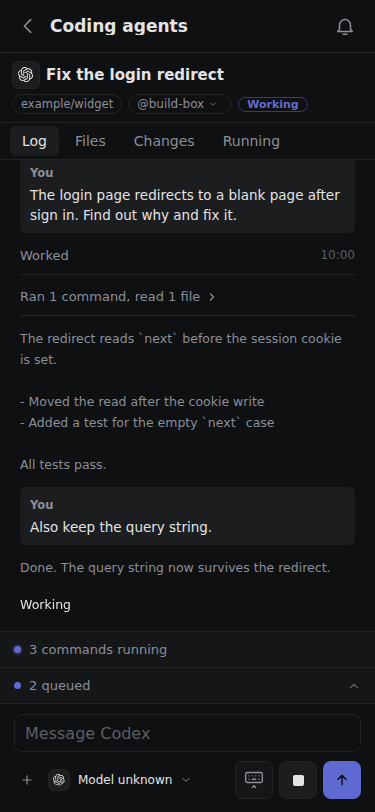 Coding agents
Fix the login redirect
example/widget @build-box Working
Log Files Changes Running
You
The login page redirects to a blank page after
sign in. Find out why and fix it.
Worked 10:00
Ran 1 command, read 1 file
The redirect reads `next` before the session cookie
is set.
- Moved the read after the cookie write
- Added a test for the empty `next` case
All tests pass.
You
Also keep the query string.
Done. The query string now survives the redirect.
Working
3 commands running
2 queued
Message Codex
Model unknown